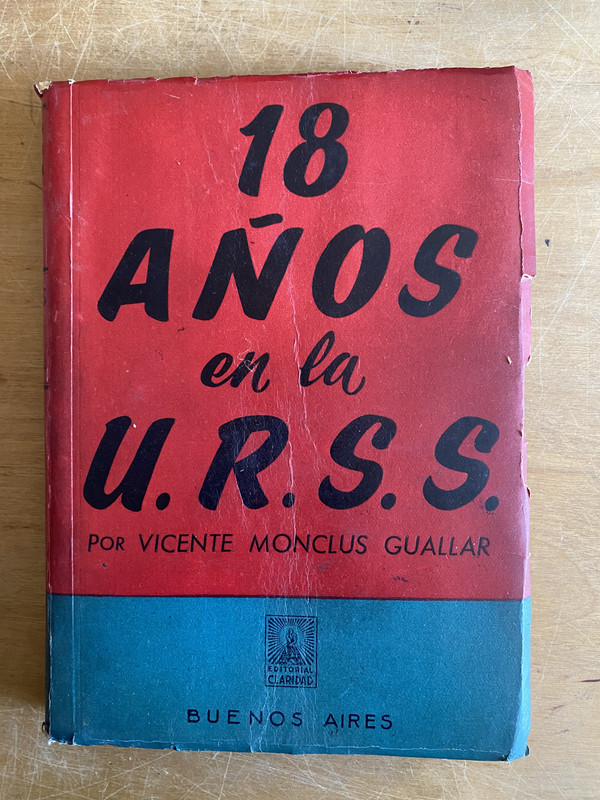 18
AÑOS
en la
U.R.S.S.
POR VICENTE MONCLUS GUALLAR
EDITORIAL
CLARIDAD
BUENOS AIRES